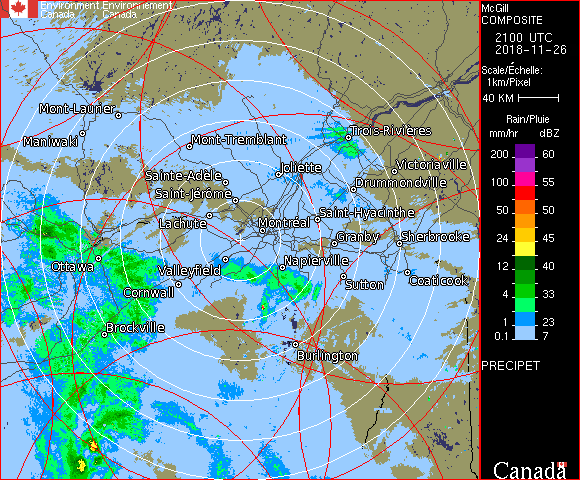 Environment Environnement
Canada Canada
McGill
COMPOSITE
2100 UTC
2018-11-26
Scale/Échelle:
1km/Pixel
40 KM
Rain/Pluie
mm/hr dBZ
200 60
100 55
50 50
24 45
12 40
4 33
1 23
0.1 7
PRECIPET
Canada
Mont-Laurier
Maniwaki
Mont-Tremblant
Trois-Rivières
Joliette
Victoriaville
Sainte-Adèle
Drummondville
Saint-Jérôme
Lachute
Saint-Hyacinthe
Montréal
Granby
Sherbrooke
Ottawa
Valleyfield
Napierville
Sutton
Coaticook
Cornwall
Brockville
Burlington